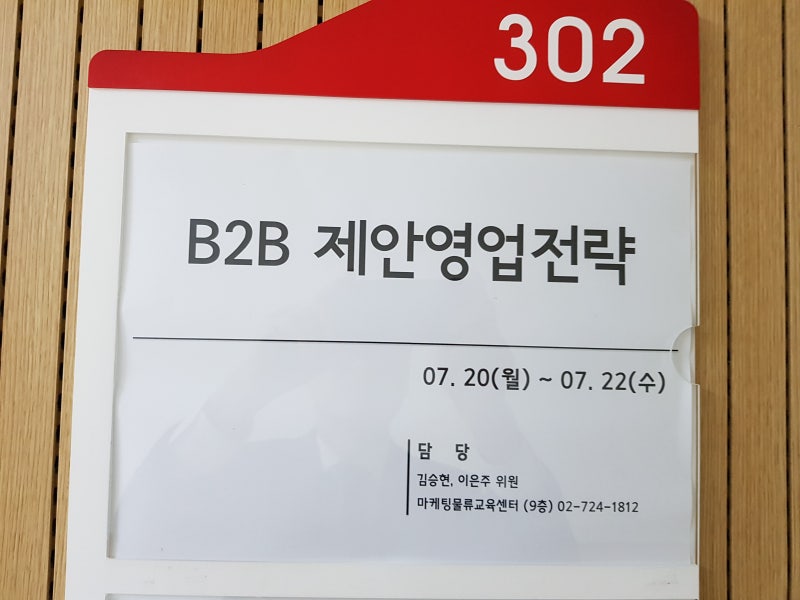 302
B2B 제안영업전략
07. 20(월) ~ 07. 22(수)
담 당
김승현, 이은주 위원
마케팅물류교육센터 (9층) 02-724-1812